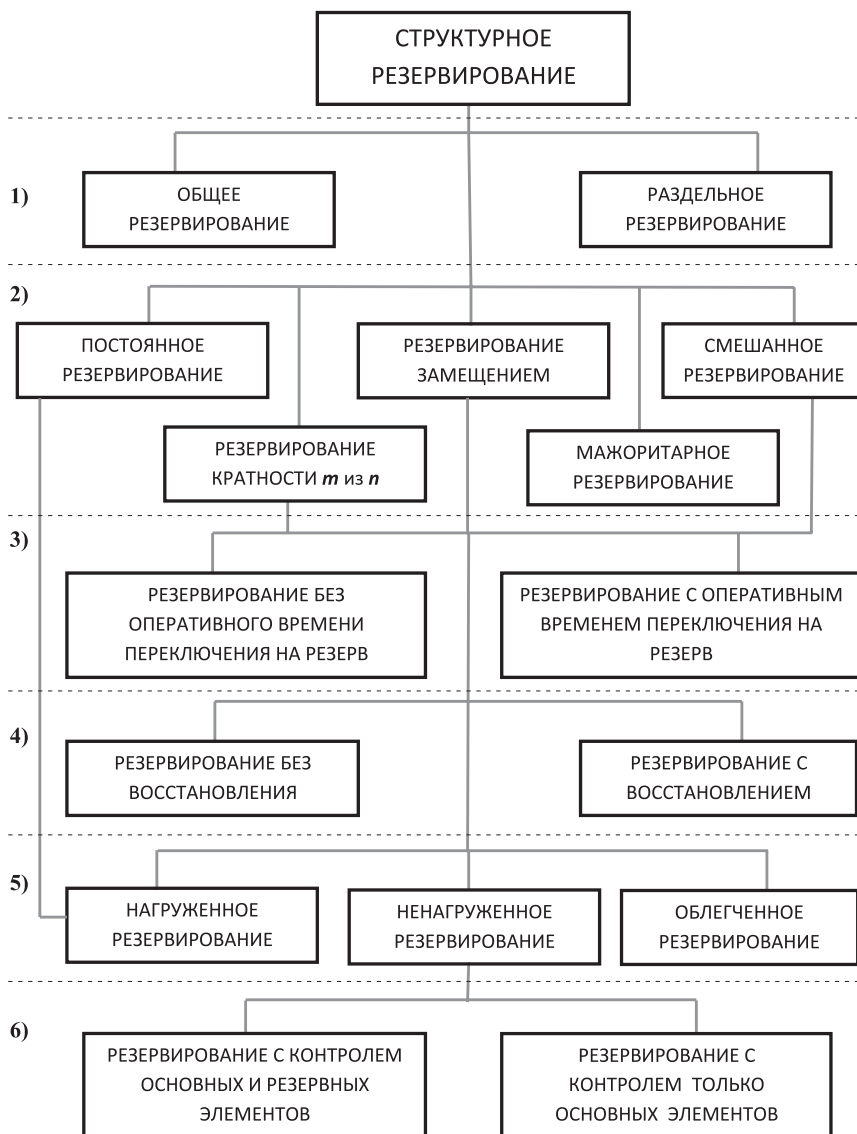 СТРУКТУРНОЕ
РЕЗЕРВИРОВАНИЕ
1)
ОБЩЕЕ
РЕЗЕРВИРОВАНИЕ
РАЗДЕЛЬНОЕ
РЕЗЕРВИРОВАНИЕ
2)
ПОСТОЯННОЕ
РЕЗЕРВИРОВАНИЕ
РЕЗЕРВИРОВАНИЕ
ЗАМЕЩЕНИЕМ
СМЕШАННОЕ
РЕЗЕРВИРОВАНИЕ
РЕЗЕРВИРОВАНИЕ
КРАТНОСТИ m из n
МАЖОРИТАРНОЕ
РЕЗЕРВИРОВАНИЕ
3)
РЕЗЕРВИРОВАНИЕ БЕЗ
ОПЕРАТИВНОГО ВРЕМЕНИ
ПЕРЕКЛЮЧЕНИЯ НА РЕЗЕРВ
РЕЗЕРВИРОВАНИЕ С ОПЕРАТИВНЫМ
ВРЕМЕНЕМ ПЕРЕКЛЮЧЕНИЯ НА
РЕЗЕРВ
4)
РЕЗЕРВИРОВАНИЕ БЕЗ
ВОССТАНОВЛЕНИЯ
РЕЗЕРВИРОВАНИЕ С
ВОССТАНОВЛЕНИЕМ
5)
НАГРУЖЕННОЕ
РЕЗЕРВИРОВАНИЕ
НЕНАГРУЖЕННОЕ
РЕЗЕРВИРОВАНИЕ
ОБЛЕГЧЕННОЕ
РЕЗЕРВИРОВАНИЕ
6)
РЕЗЕРВИРОВАНИЕ С КОНТРОЛЕМ
ОСНОВНЫХ И РЕЗЕРВНЫХ
ЭЛЕМЕНТОВ
РЕЗЕРВИРОВАНИЕ С
КОНТРОЛЕМ ТОЛЬКО
ОСНОВНЫХ ЭЛЕМЕНТОВ